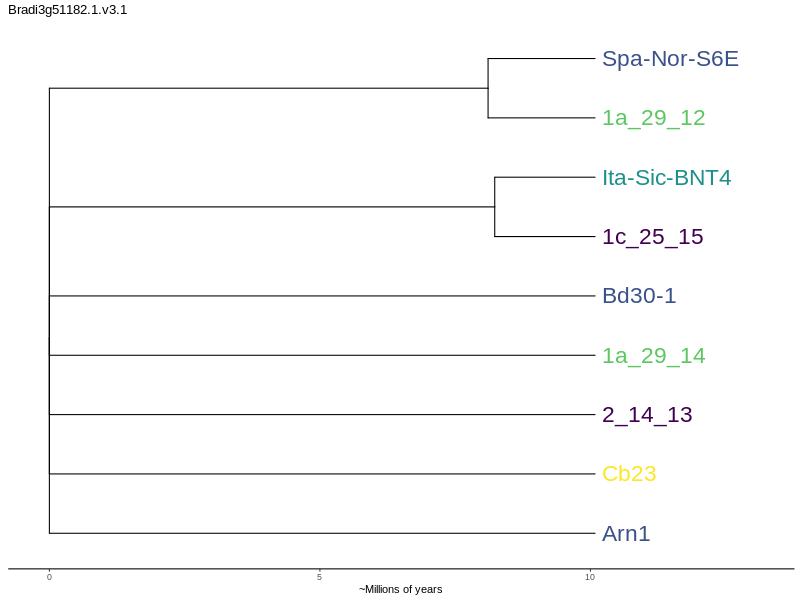 Bradi3g51182.1.v3.1
Spa-Nor-S6E
1a_29_12
Ita-Sic-BNT4
1c_25_15
Bd30-1
1a_29_14
2_14_13
Cb23
Arn1
0 5 10
~Millions of years